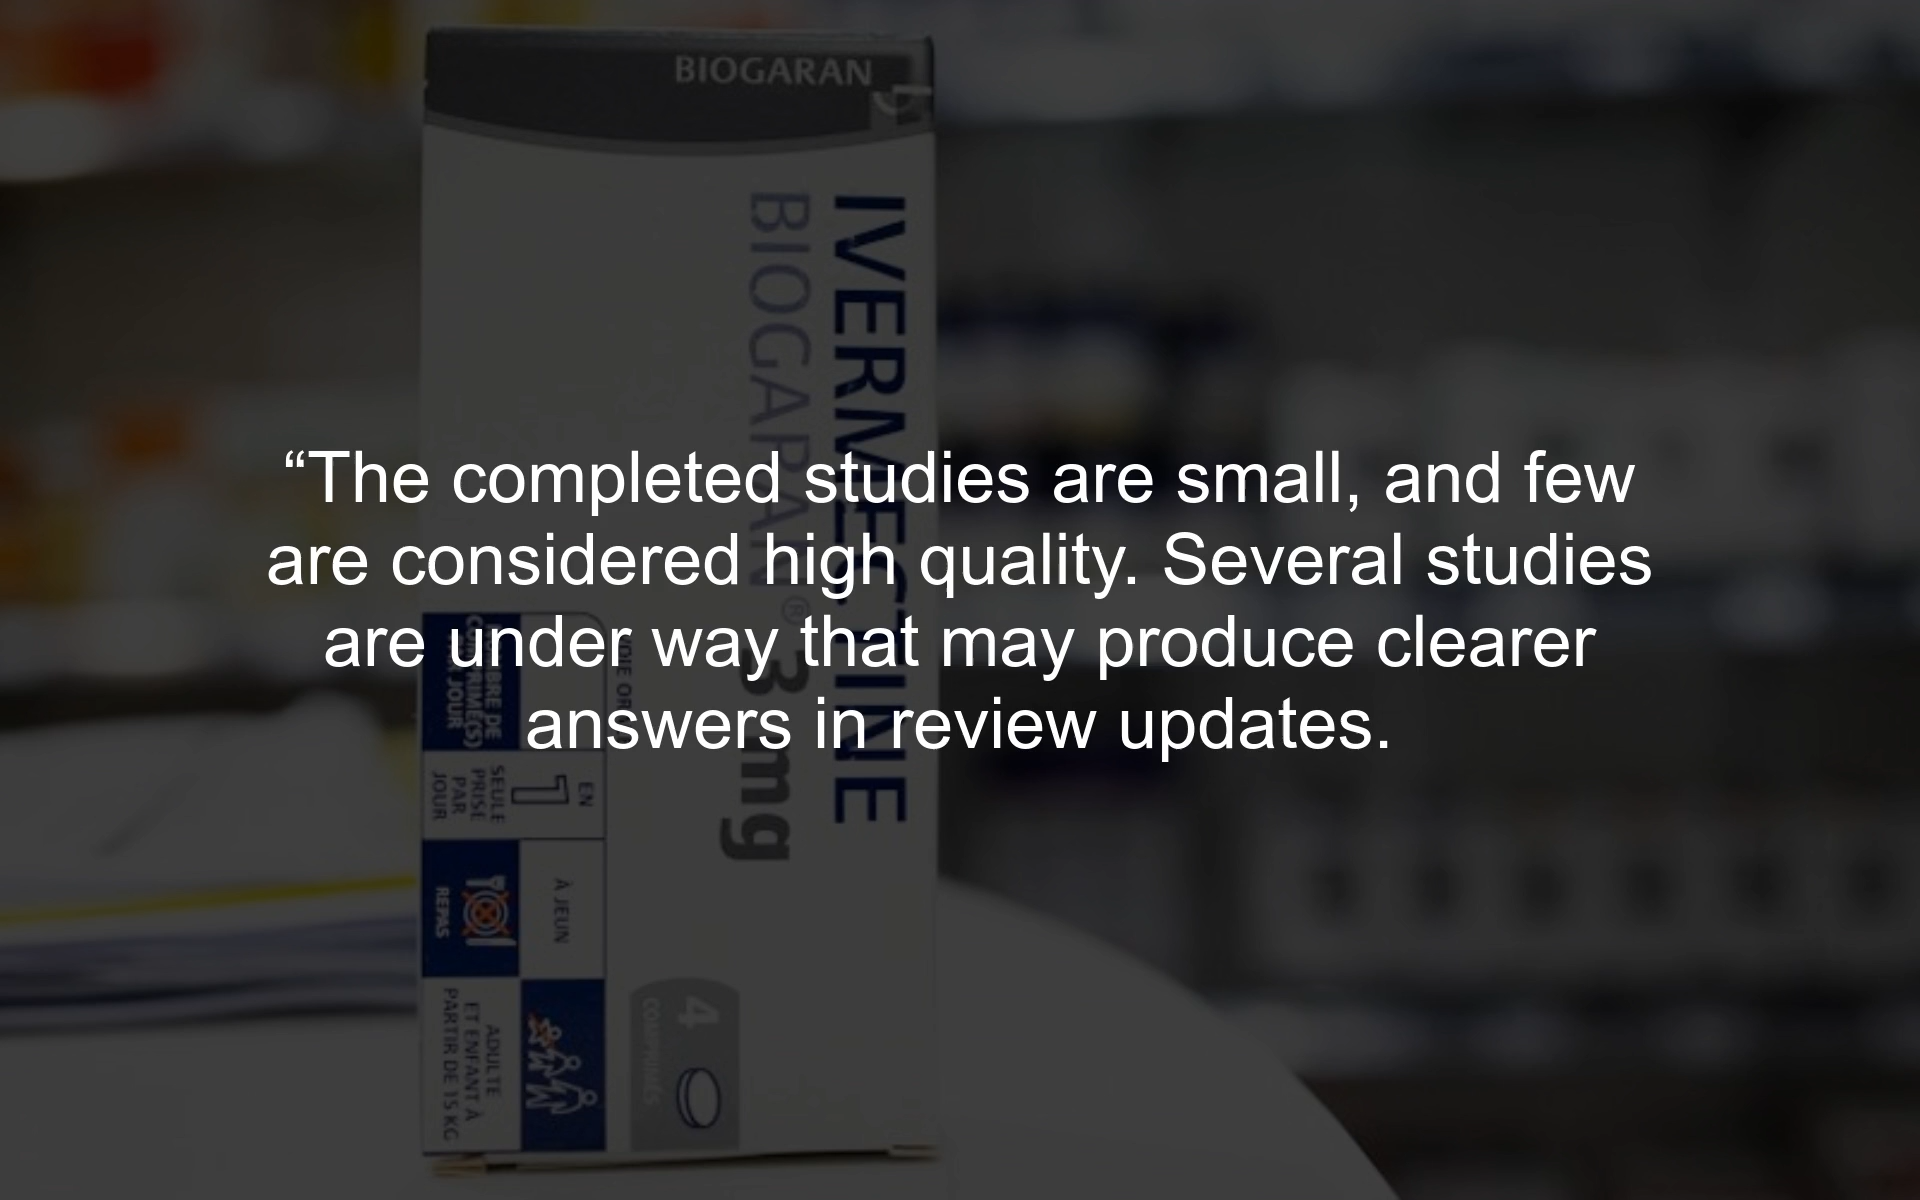 BIOGARAN
IVERMECTINE
BIOGARAN®
3mg
“The completed studies are small, and few
are considered high quality. Several studies
are under way that may produce clearer
answers in review updates.
EN
1
SEULE
PRISE
PAR
JOUR
À JEUN
REPAS
ADULTE
ET ENFANT À
PARTIR DE 15 KG
4
COMPRIMÉS